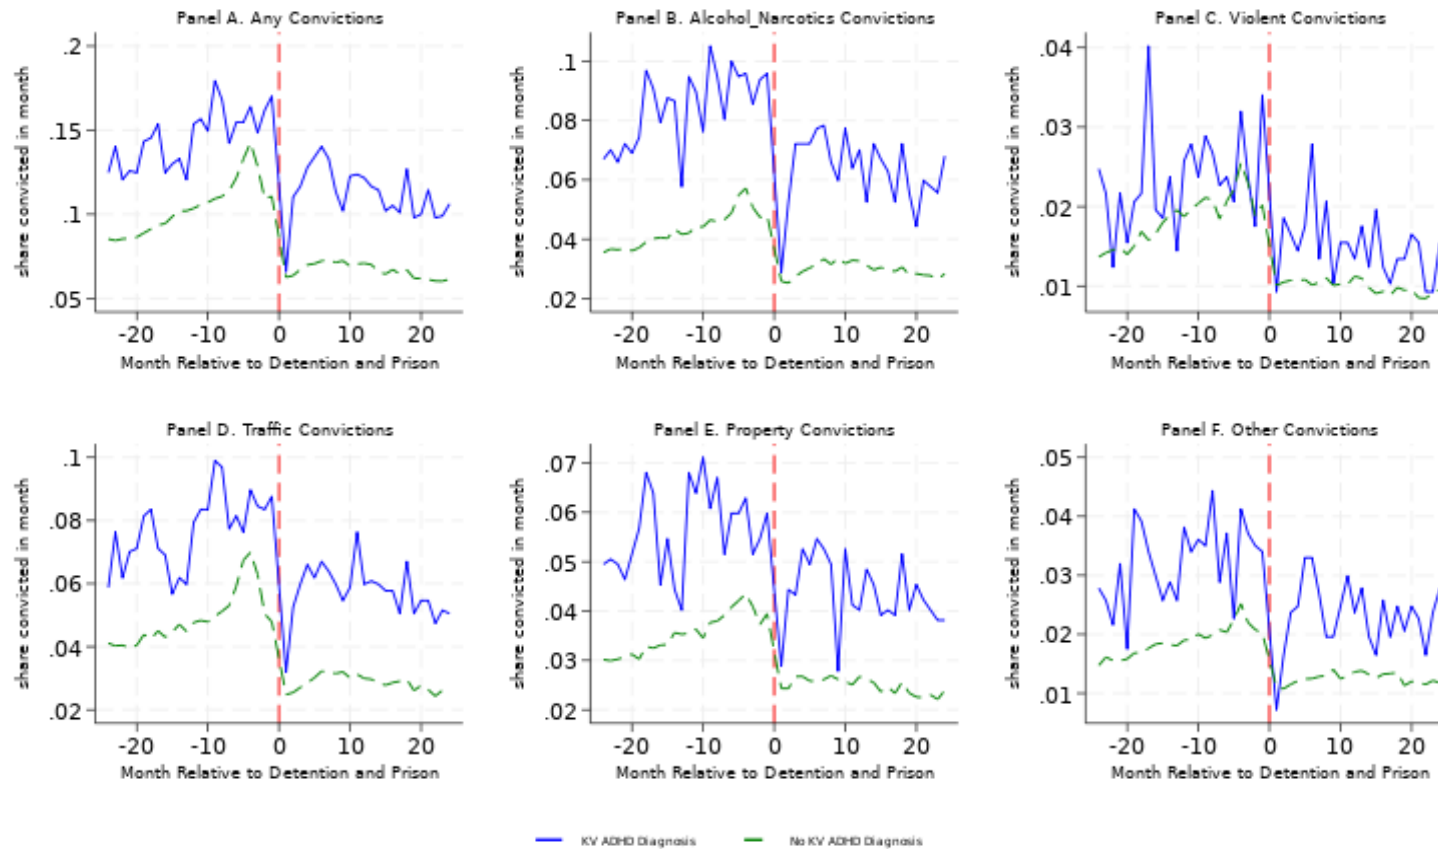 Panel A. Any Convictions
share convicted in month
.2
.15
.1
.05
-20 -10 0 10 20
Month Relative to Detention and Prison
Panel B. Alcohol_Narcotics Convictions
share convicted in month
.1
.08
.06
.04
.02
-20 -10 0 10 20
Month Relative to Detention and Prison
Panel C. Violent Convictions
share convicted in month
.04
.03
.02
.01
-20 -10 0 10 20
Month Relative to Detention and Prison
Panel D. Traffic Convictions
share convicted in month
.1
.08
.06
.04
.02
-20 -10 0 10 20
Month Relative to Detention and Prison
Panel E. Property Convictions
share convicted in month
.07
.06
.05
.04
.03
.02
-20 -10 0 10 20
Month Relative to Detention and Prison
Panel F. Other Convictions
share convicted in month
.05
.04
.03
.02
.01
-20 -10 0 10 20
Month Relative to Detention and Prison
KV ADHD Diagnosis No KV ADHD Diagnosis